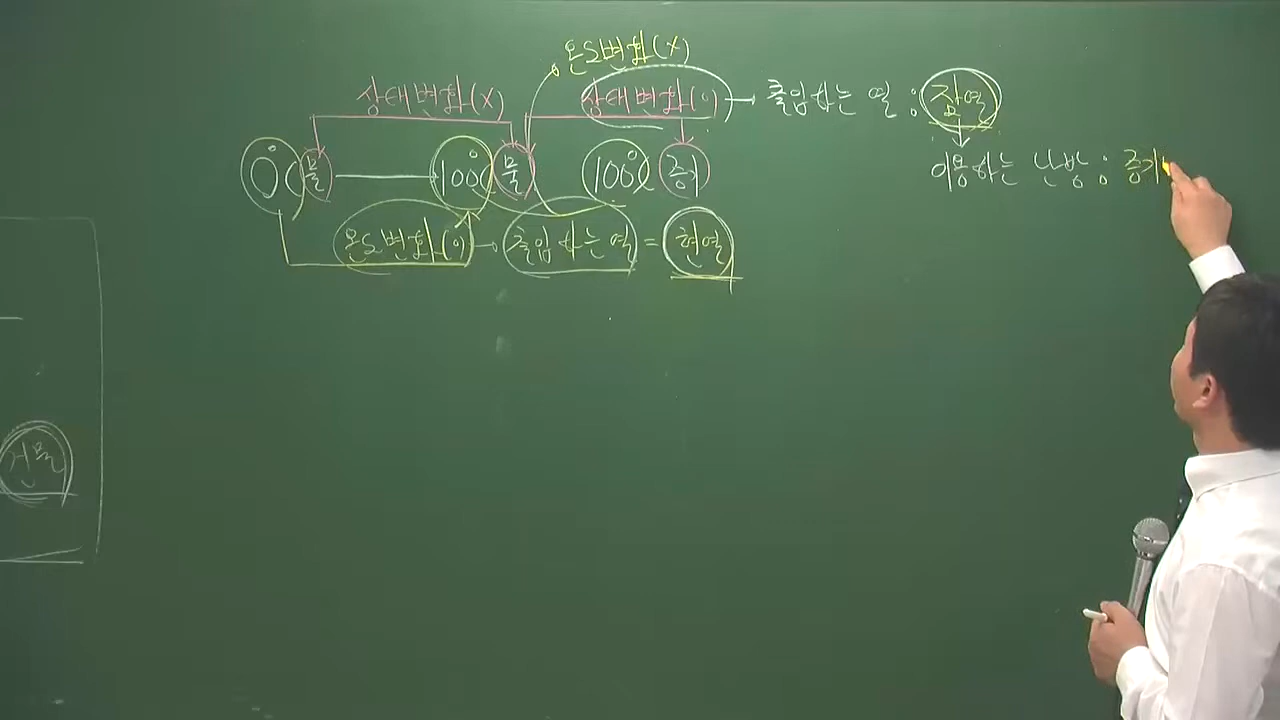 온도변화(X)
상태변화(X) 상태변화(O) → 출입하는 열 : 잠열
0℃ 물 100℃ 물 100℃ 증기 이용하는 난방 : 증기
온도변화(O) → 출입하는 열 = 현열
건물